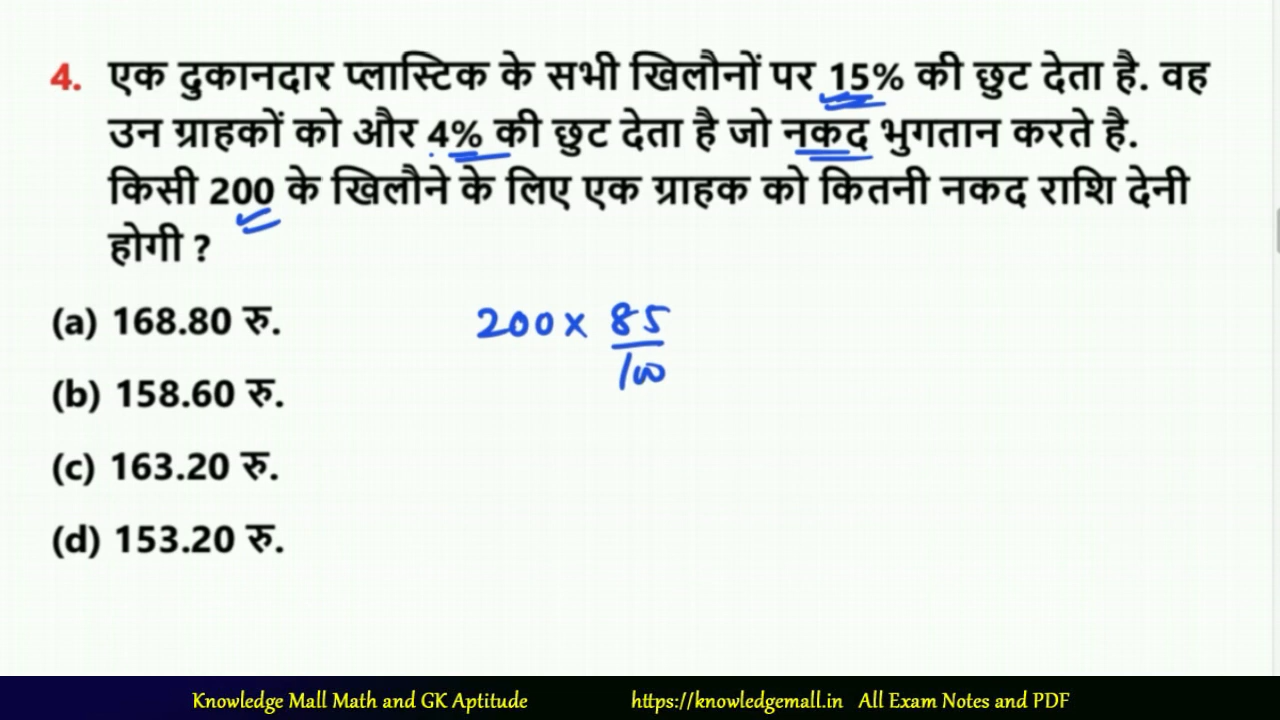 4. एक दुकानदार प्लास्टिक के सभी खिलौनों पर 15% की छुट देता है. वह
उन ग्राहकों को और 4% की छुट देता है जो नकद भुगतान करते है.
किसी 200 के खिलौने के लिए एक ग्राहक को कितनी नकद राशि देनी
होगी ?
(a) 168.80 रु.
200 × 85
100
(b) 158.60 रु.
(c) 163.20 रु.
(d) 153.20 रु.
Knowledge Mall Math and GK Aptitude https://knowledgemall.in All Exam Notes and PDF